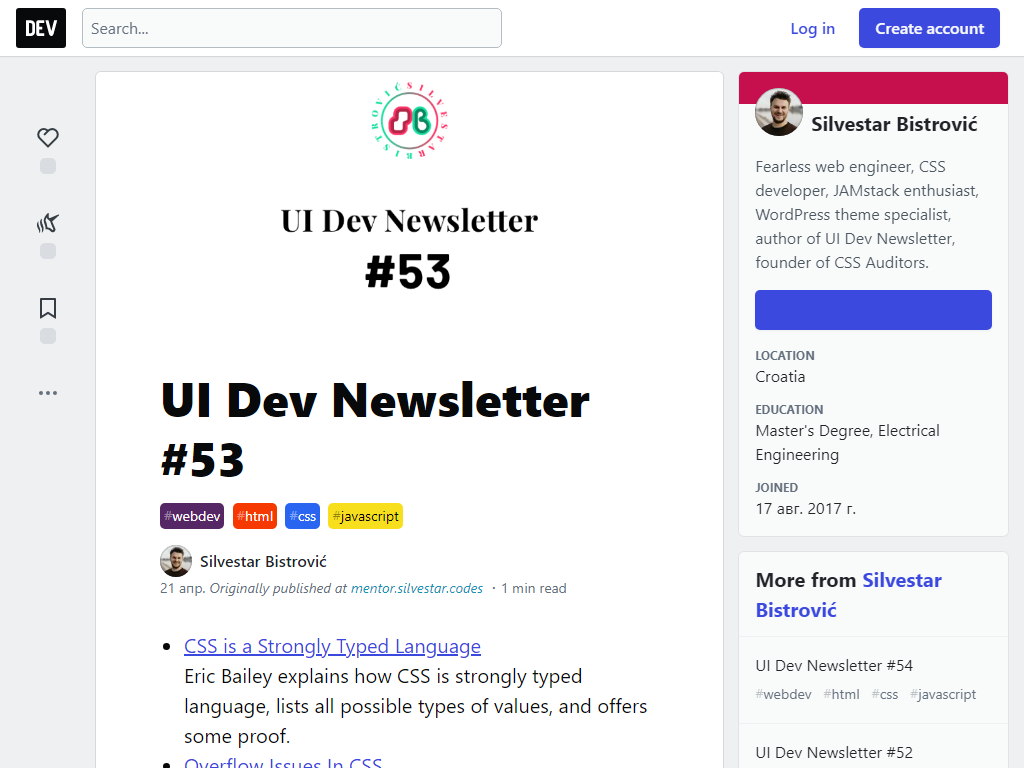 DEV
Search...
Log in
Create account
SILVESTAR BISTROVIĆ
UI Dev Newsletter
#53
UI Dev Newsletter
#53
#webdev #html #css #javascript
Silvestar Bistrović
21 апр. Originally published at mentor.silvestar.codes ・1 min read
CSS is a Strongly Typed Language
Eric Bailey explains how CSS is strongly typed
language, lists all possible types of values, and offers
some proof.
Overflow Issues In CSS
Silvestar Bistrović
Fearless web engineer, CSS
developer, JAMstack enthusiast,
WordPress theme specialist,
author of UI Dev Newsletter,
founder of CSS Auditors.
LOCATION
Croatia
EDUCATION
Master's Degree, Electrical
Engineering
JOINED
17 авг. 2017 г.
More from Silvestar
Bistrović
UI Dev Newsletter #54
#webdev #html #css #javascript
UI Dev Newsletter #52